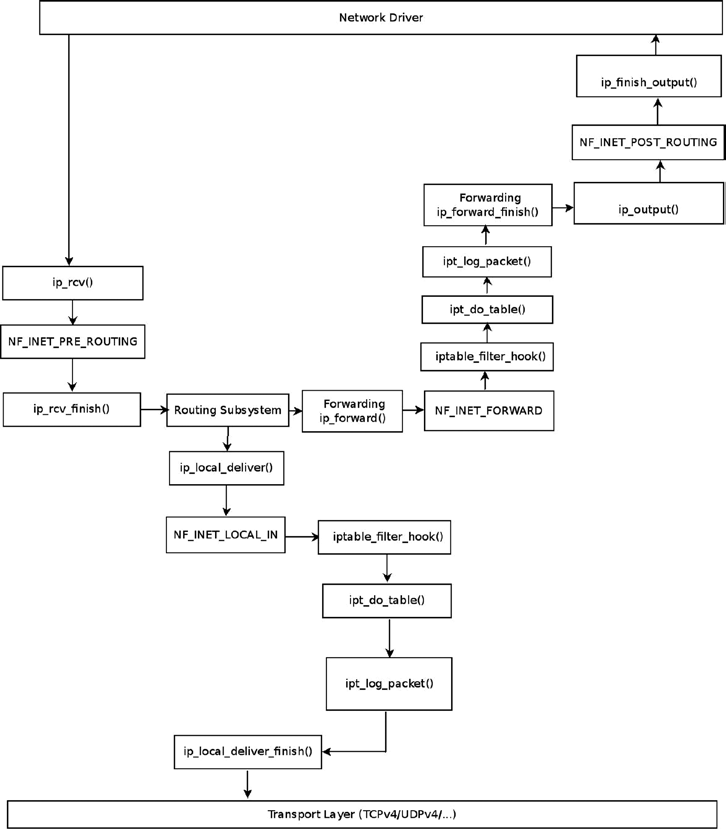 Network Driver
ip_finish_output()
NF_INET_POST_ROUTING
Forwarding
ip_forward_finish()
ip_output()
ipt_log_packet()
ip_rcv()
ipt_do_table()
NF_INET_PRE_ROUTING
iptable_filter_hook()
ip_rcv_finish()
Routing Subsystem
Forwarding
ip_forward()
NF_INET_FORWARD
ip_local_deliver()
NF_INET_LOCAL_IN
iptable_filter_hook()
ipt_do_table()
ipt_log_packet()
ip_local_deliver_finish()
Transport Layer (TCPv4/UDPv4/...)